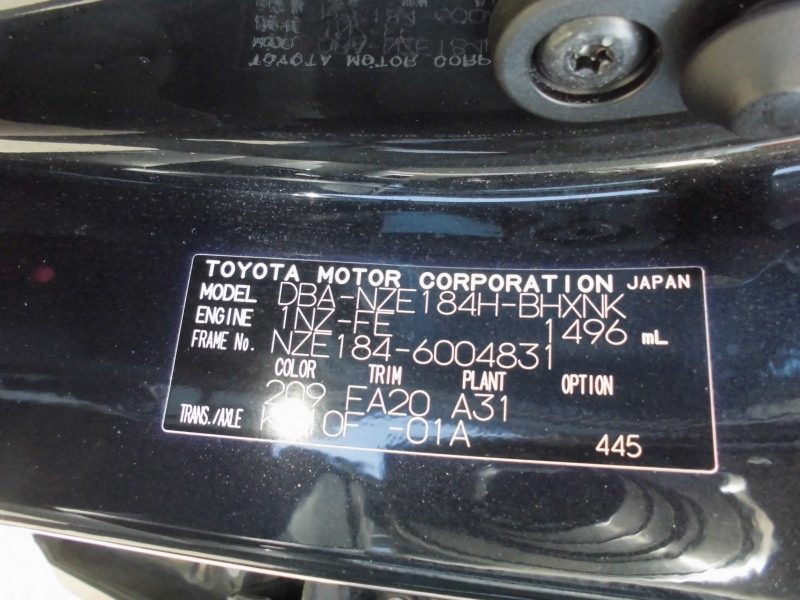 TOYOTA MOTOR CORPORATION JAPAN
MODEL DBA-NZE184H-BHXNK
ENGINE 1NZ-FE 1496 mL
FRAME No. NZE184-6004831
COLOR TRIM PLANT OPTION
209 EA20 A31
TRANS./AXLE -01A
445